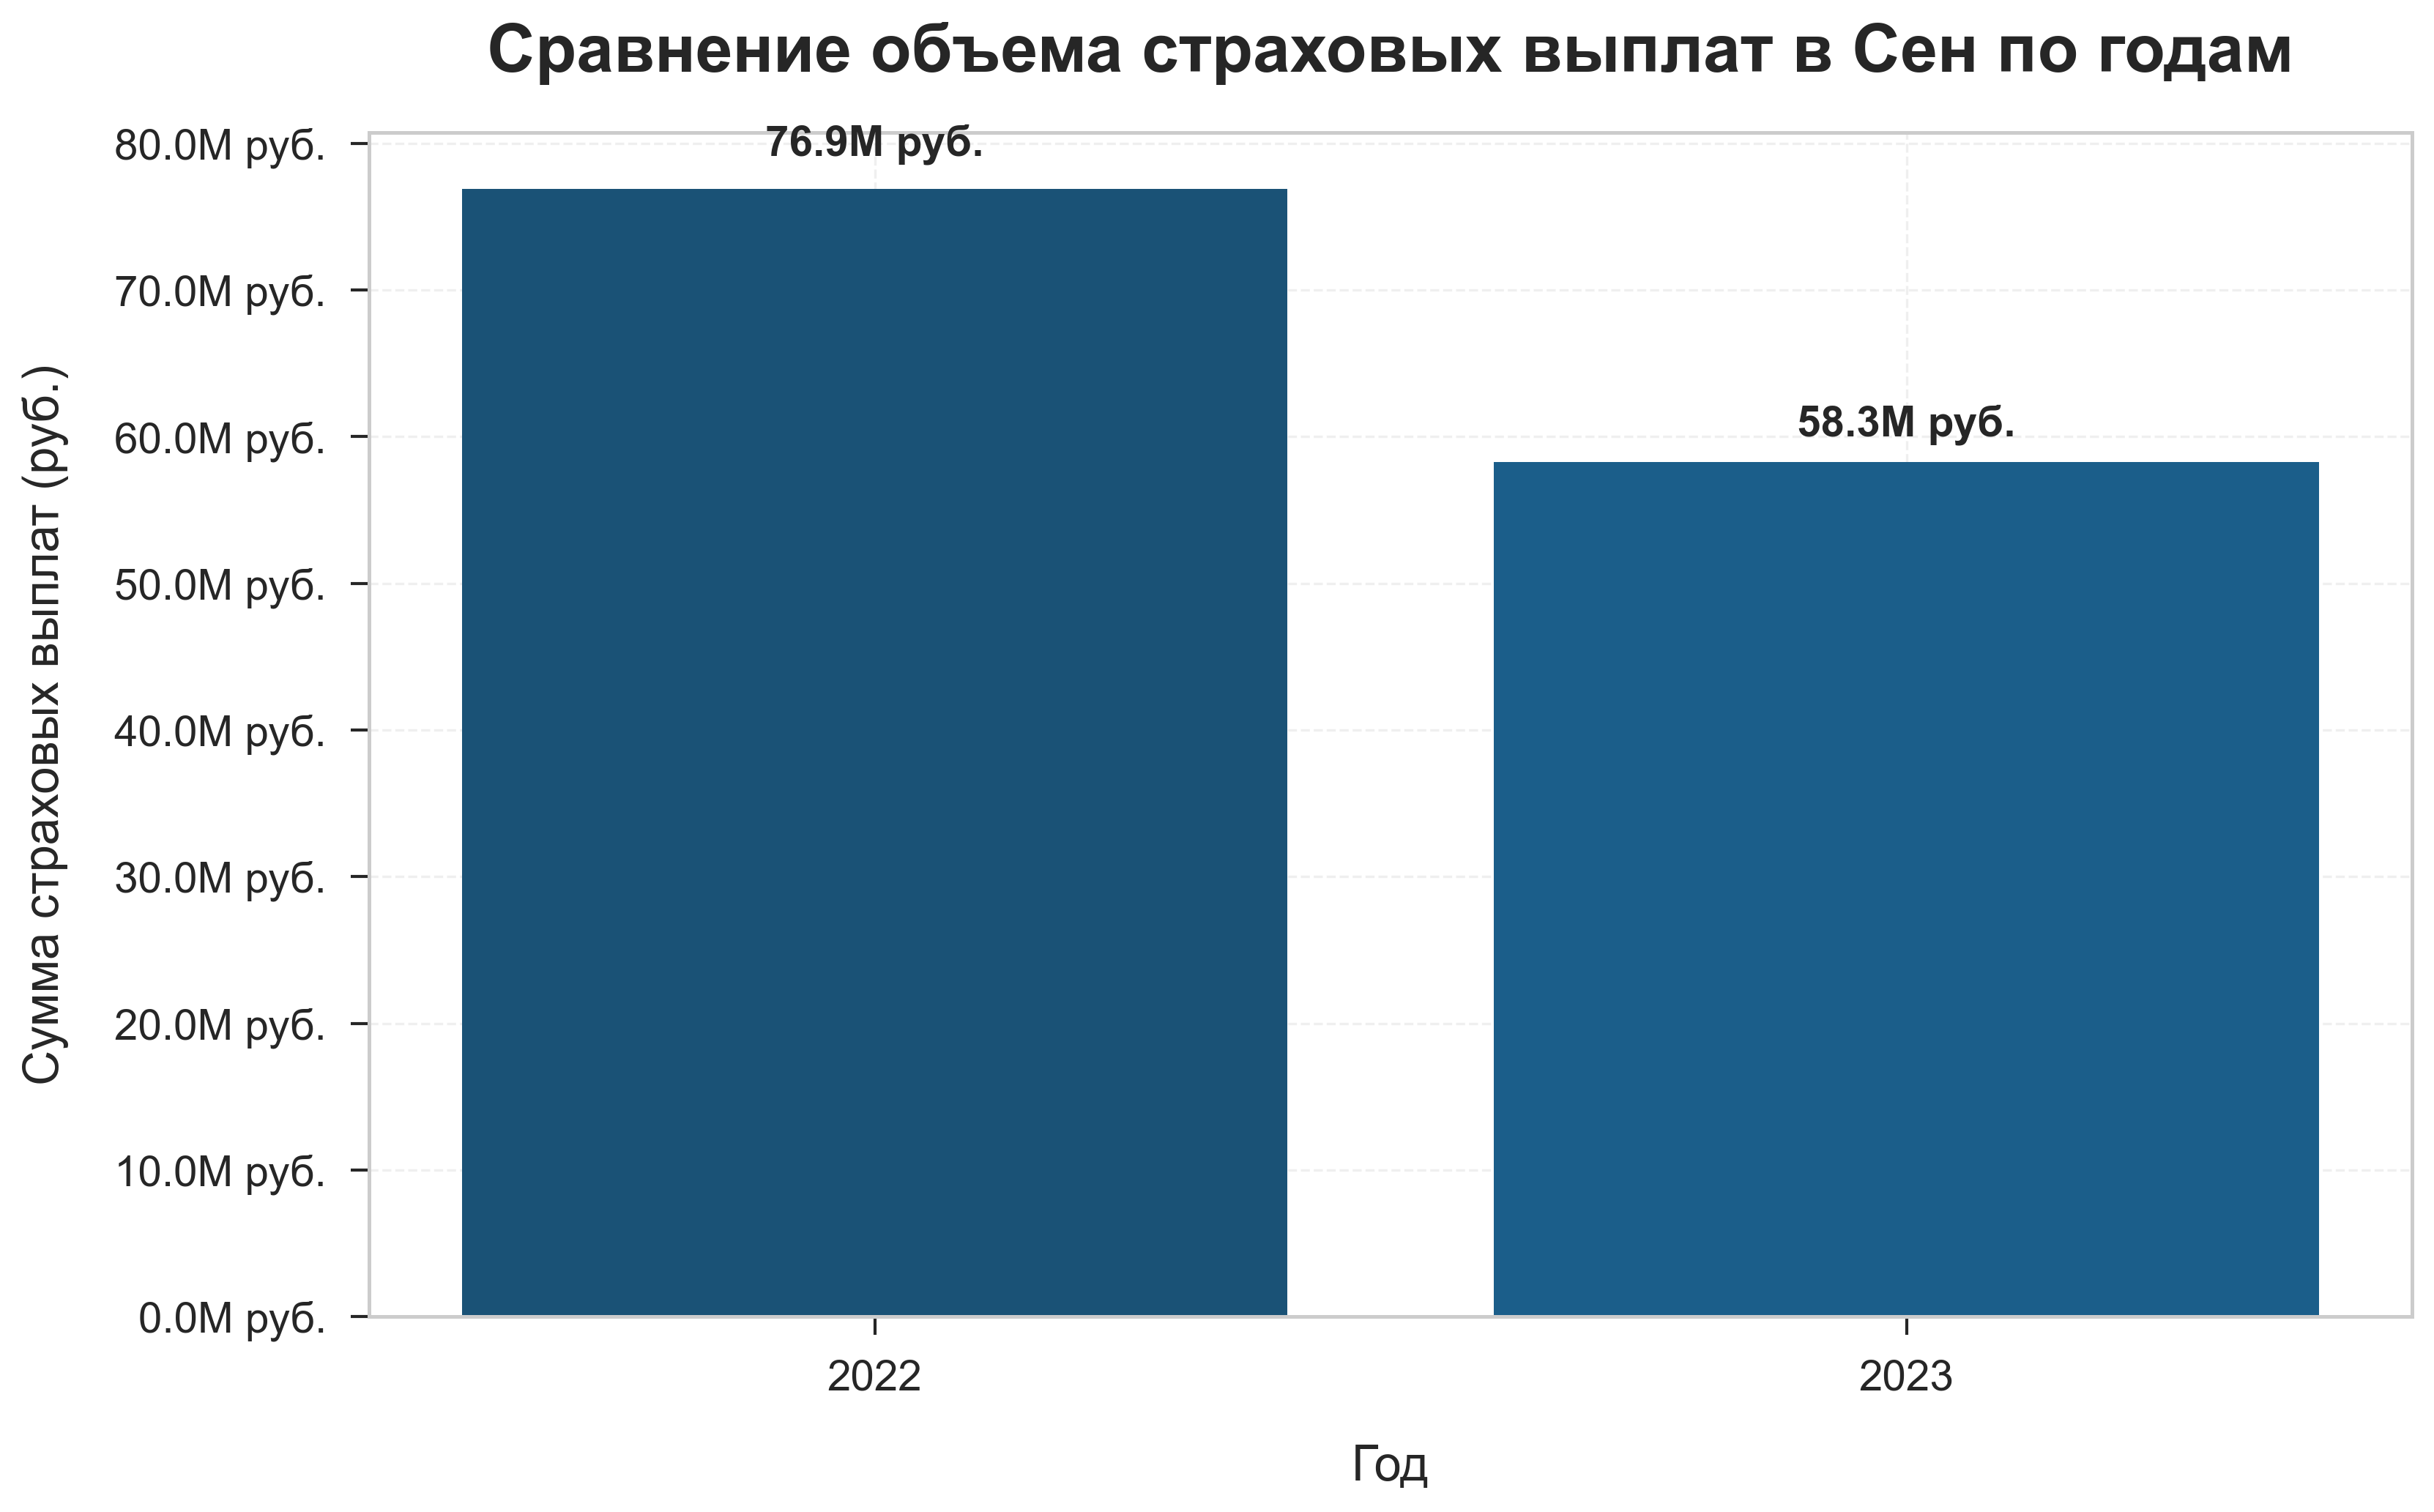 Сравнение объема страховых выплат в Сен по годам
Сумма страховых выплат (руб.)
80.0M руб.
70.0M руб.
60.0M руб.
50.0M руб.
40.0M руб.
30.0M руб.
20.0M руб.
10.0M руб.
0.0M руб.
76.9M руб.
58.3M руб.
2022
2023
Год